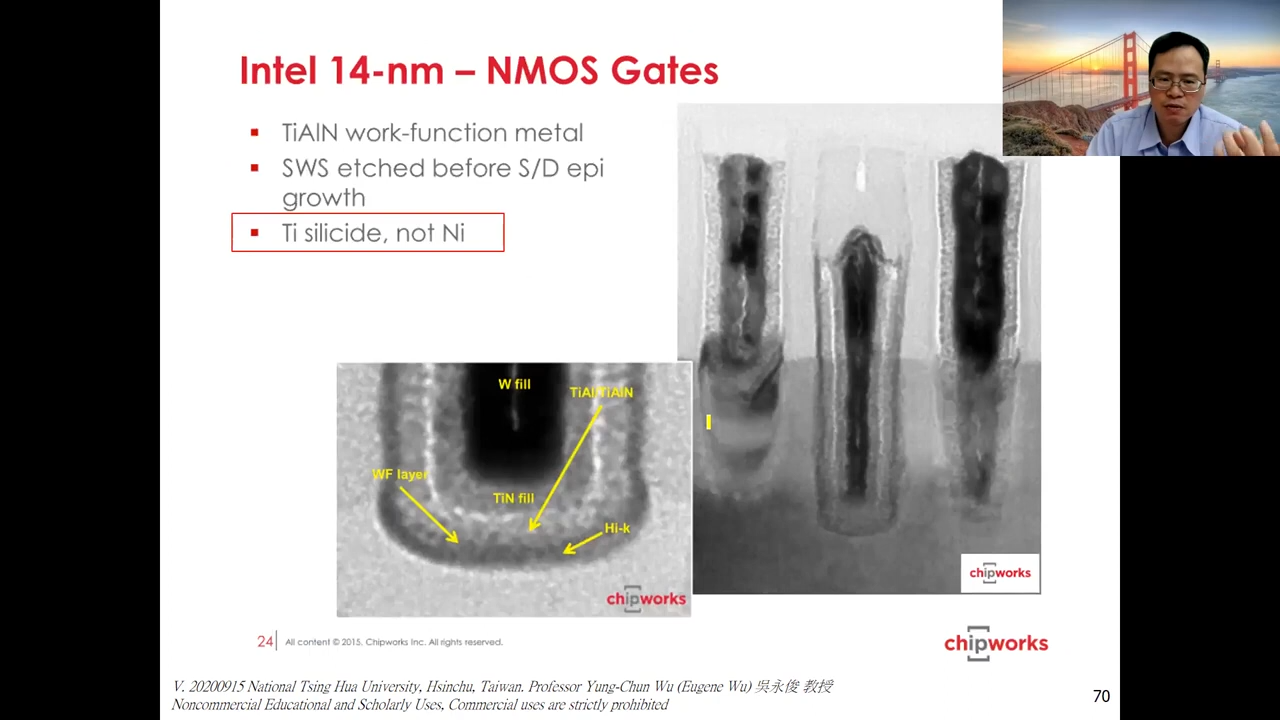 Intel 14-nm – NMOS Gates
▪ TiAlN work-function metal
▪ SWS etched before S/D epi
growth
▪ Ti silicide, not Ni
W fill
TiAl/TiAlN
WF layer
TiN fill
Hi-k
chipworks
chipworks
24 All content © 2015, Chipworks Inc. All rights reserved.
chipworks
V. 20200915 National Tsing Hua University, Hsinchu, Taiwan. Professor Yung-Chun Wu (Eugene Wu) 吳永俊 教授
Noncommercial Educational and Scholarly Uses, Commercial uses are strictly prohibited
70